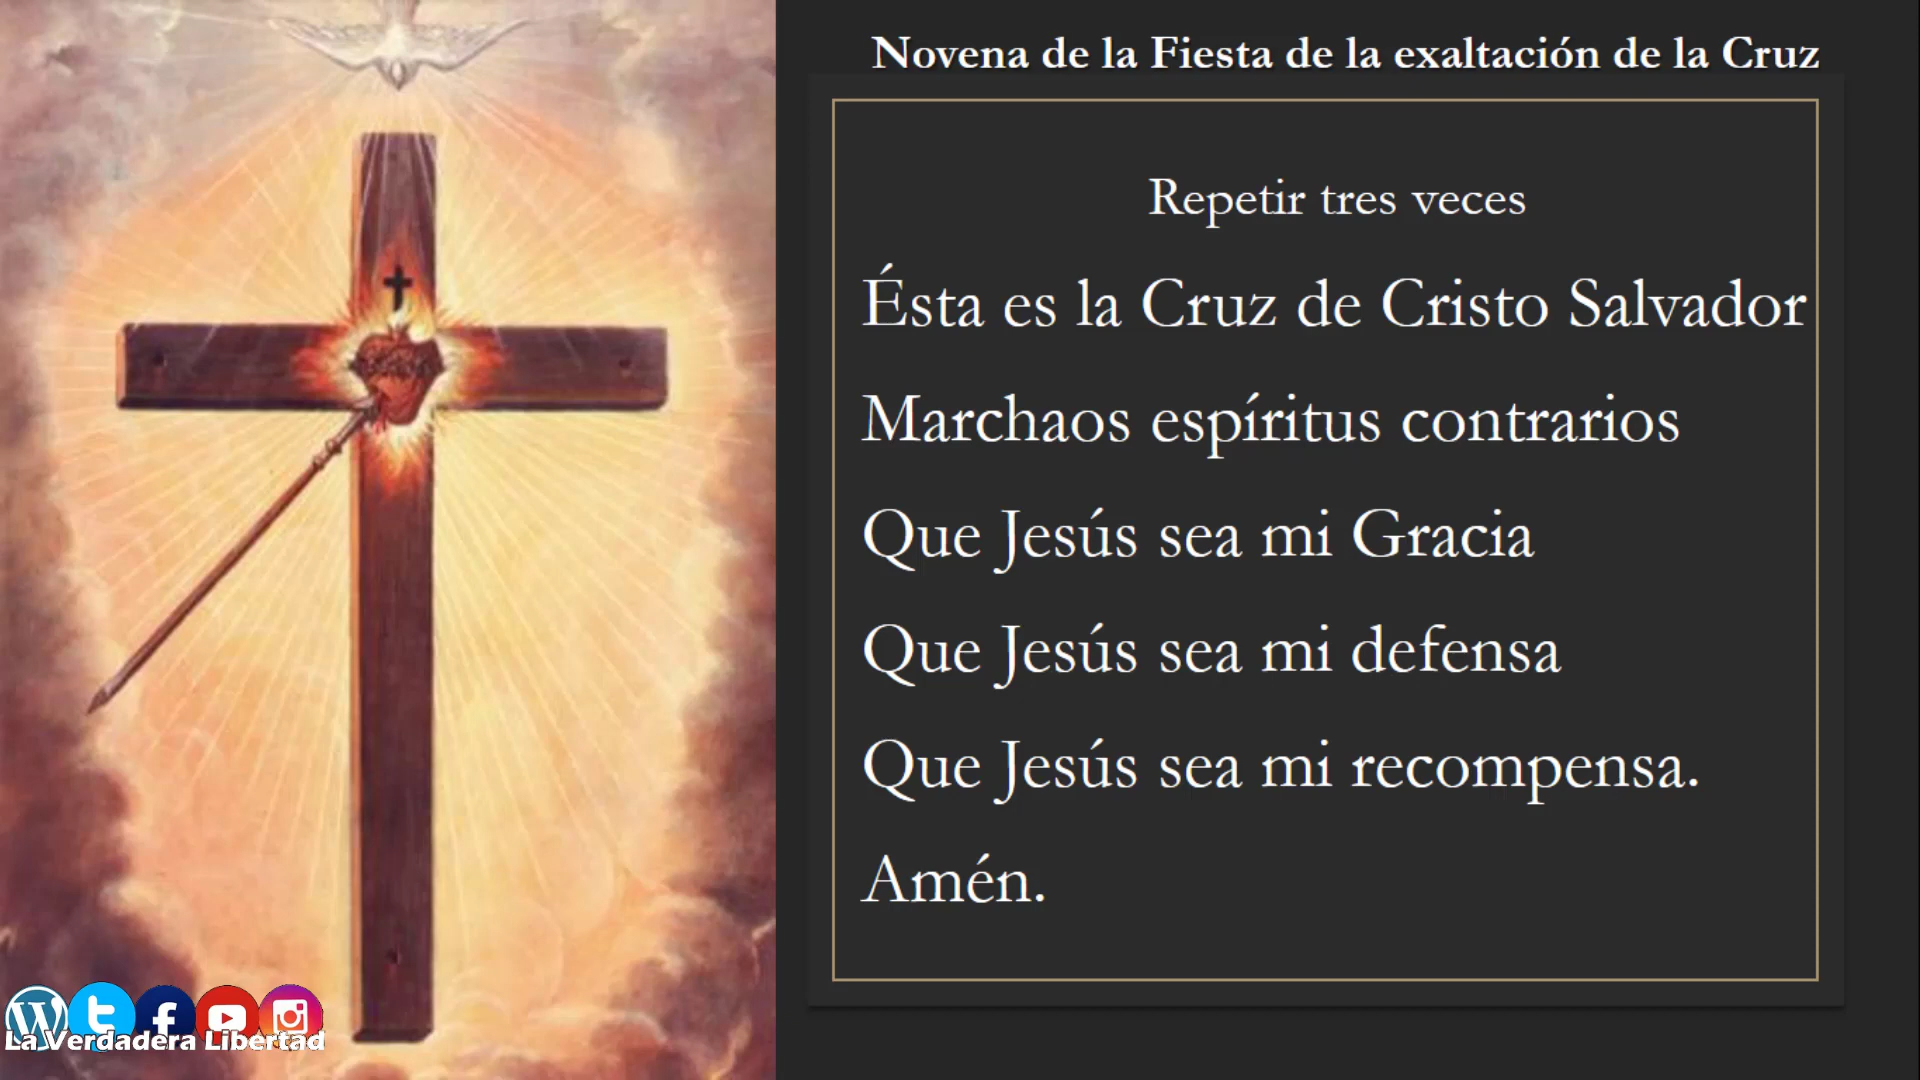 Novena de la Fiesta de la exaltación de la Cruz
Repetir tres veces
Ésta es la Cruz de Cristo Salvador
Marchaos espíritus contrarios
Que Jesús sea mi Gracia
Que Jesús sea mi defensa
Que Jesús sea mi recompensa.
Amén.
La Verdadera Libertad